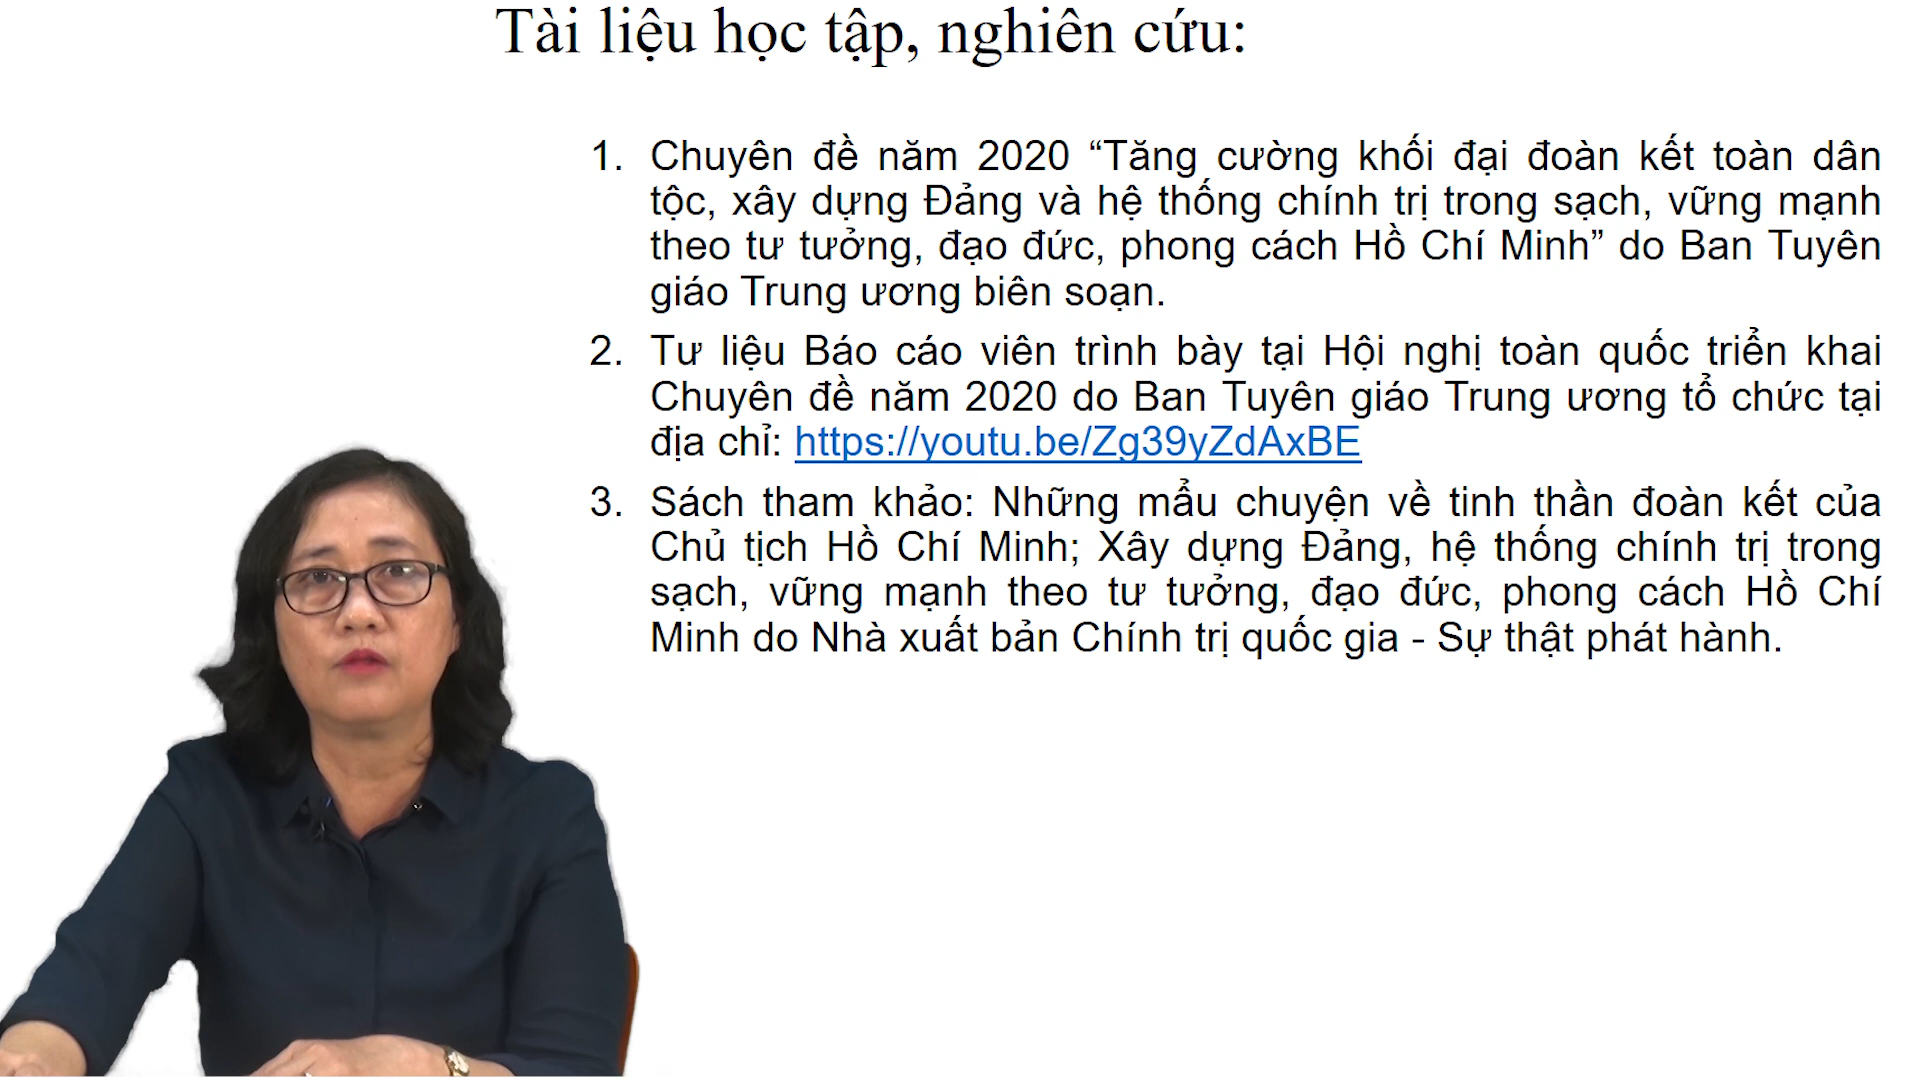 Tài liệu học tập, nghiên cứu:
1. Chuyên đề năm 2020 “Tăng cường khối đại đoàn kết toàn dân
tộc, xây dựng Đảng và hệ thống chính trị trong sạch, vững mạnh
theo tư tưởng, đạo đức, phong cách Hồ Chí Minh” do Ban Tuyên
giáo Trung ương biên soạn.
2. Tư liệu Báo cáo viên trình bày tại Hội nghị toàn quốc triển khai
Chuyên đề năm 2020 do Ban Tuyên giáo Trung ương tổ chức tại
địa chỉ: https://youtu.be/Zg39yZdAxBE
3. Sách tham khảo: Những mẩu chuyện về tinh thần đoàn kết của
Chủ tịch Hồ Chí Minh; Xây dựng Đảng, hệ thống chính trị trong
sạch, vững mạnh theo tư tưởng, đạo đức, phong cách Hồ Chí
Minh do Nhà xuất bản Chính trị quốc gia - Sự thật phát hành.